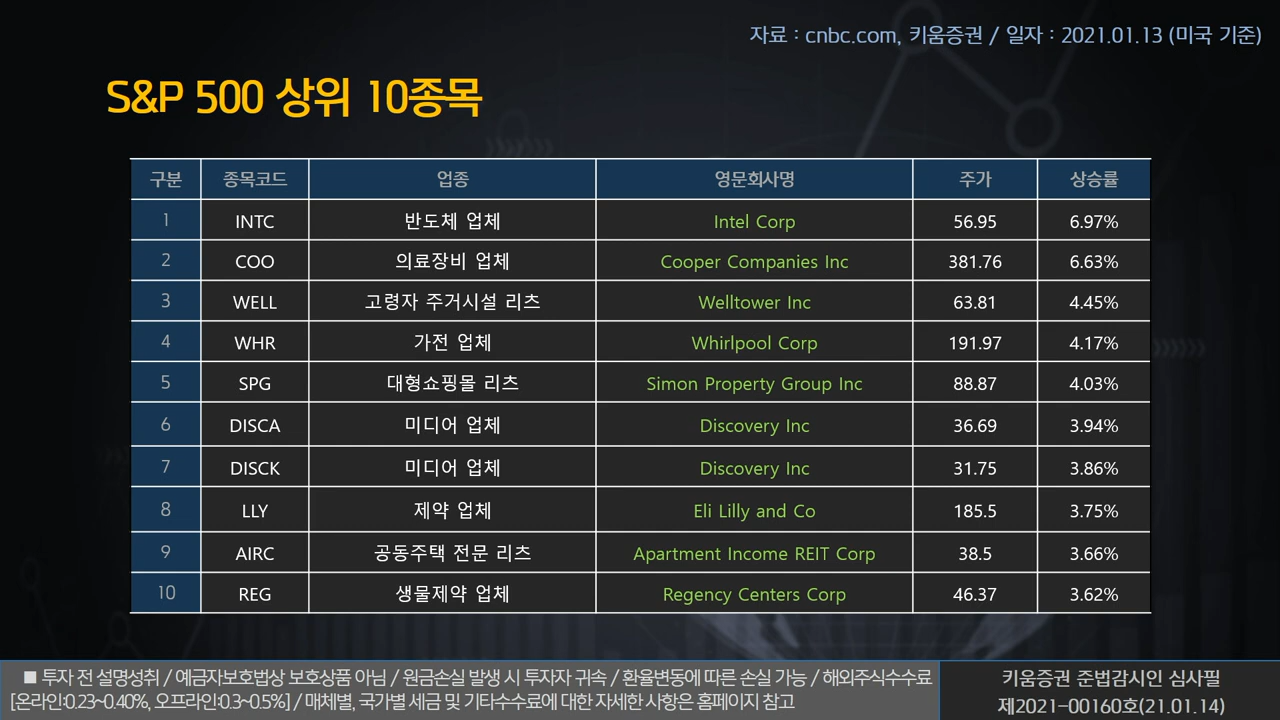 자료 : cnbc.com, 키움증권 / 일자 : 2021.01.13 (미국 기준)
S&P 500 상위 10종목
구분 종목코드 업종 영문회사명 주가 상승률
1 INTC 반도체 업체 Intel Corp 56.95 6.97%
2 COO 의료장비 업체 Cooper Companies Inc 381.76 6.63%
3 WELL 고령자 주거시설 리츠 Welltower Inc 63.81 4.45%
4 WHR 가전 업체 Whirlpool Corp 191.97 4.17%
5 SPG 대형쇼핑몰 리츠 Simon Property Group Inc 88.87 4.03%
6 DISCA 미디어 업체 Discovery Inc 36.69 3.94%
7 DISCK 미디어 업체 Discovery Inc 31.75 3.86%
8 LLY 제약 업체 Eli Lilly and Co 185.5 3.75%
9 AIRC 공동주택 전문 리츠 Apartment Income REIT Corp 38.5 3.66%
10 REG 생물제약 업체 Regency Centers Corp 46.37 3.62%
■ 투자 전 설명성취 / 예금자보호법상 보호상품 아님 / 원금손실 발생 시 투자자 귀속 / 환율변동에 따른 손실 가능 / 해외주식수수료
[온라인:0.23~0.40%, 오프라인:0.3~0.5%] / 매체별, 국가별 세금 및 기타수수료에 대한 자세한 사항은 홈페이지 참고
키움증권 준법감시인 심사필
제2021-00160호(21.01.14)